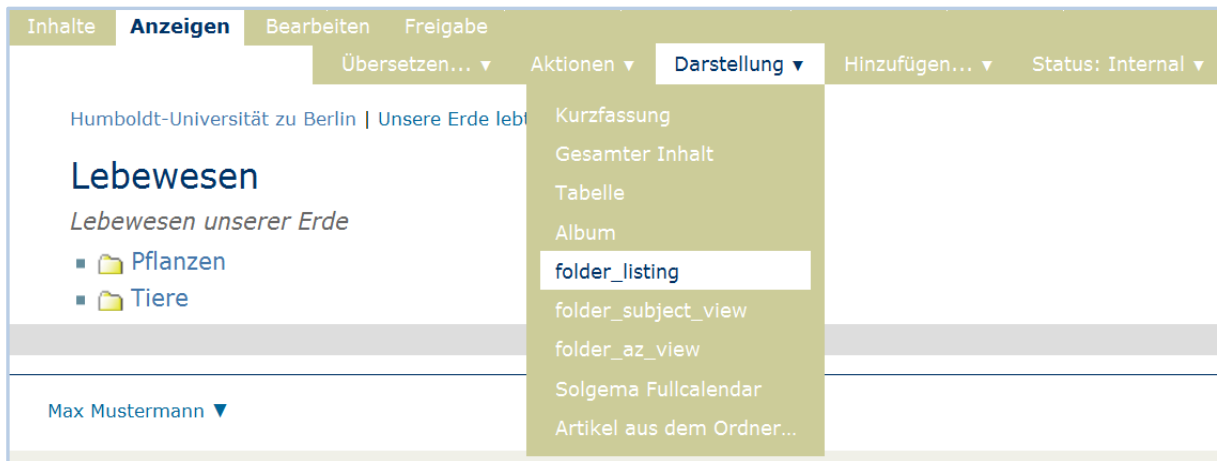 Inhalte Anzeigen Bearbeiten Freigabe
Übersetzen... ▼ Aktionen ▼ Darstellung ▼ Hinzufügen... ▼ Status: Internal ▼
Humboldt-Universität zu Berlin | Unsere Erde lebt
Lebewesen
Lebewesen unserer Erde
Pflanzen
Tiere
Kurzfassung
Gesamter Inhalt
Tabelle
Album
folder_listing
folder_subject_view
folder_az_view
Solgema Fullcalendar
Artikel aus dem Ordner...
Max Mustermann ▼